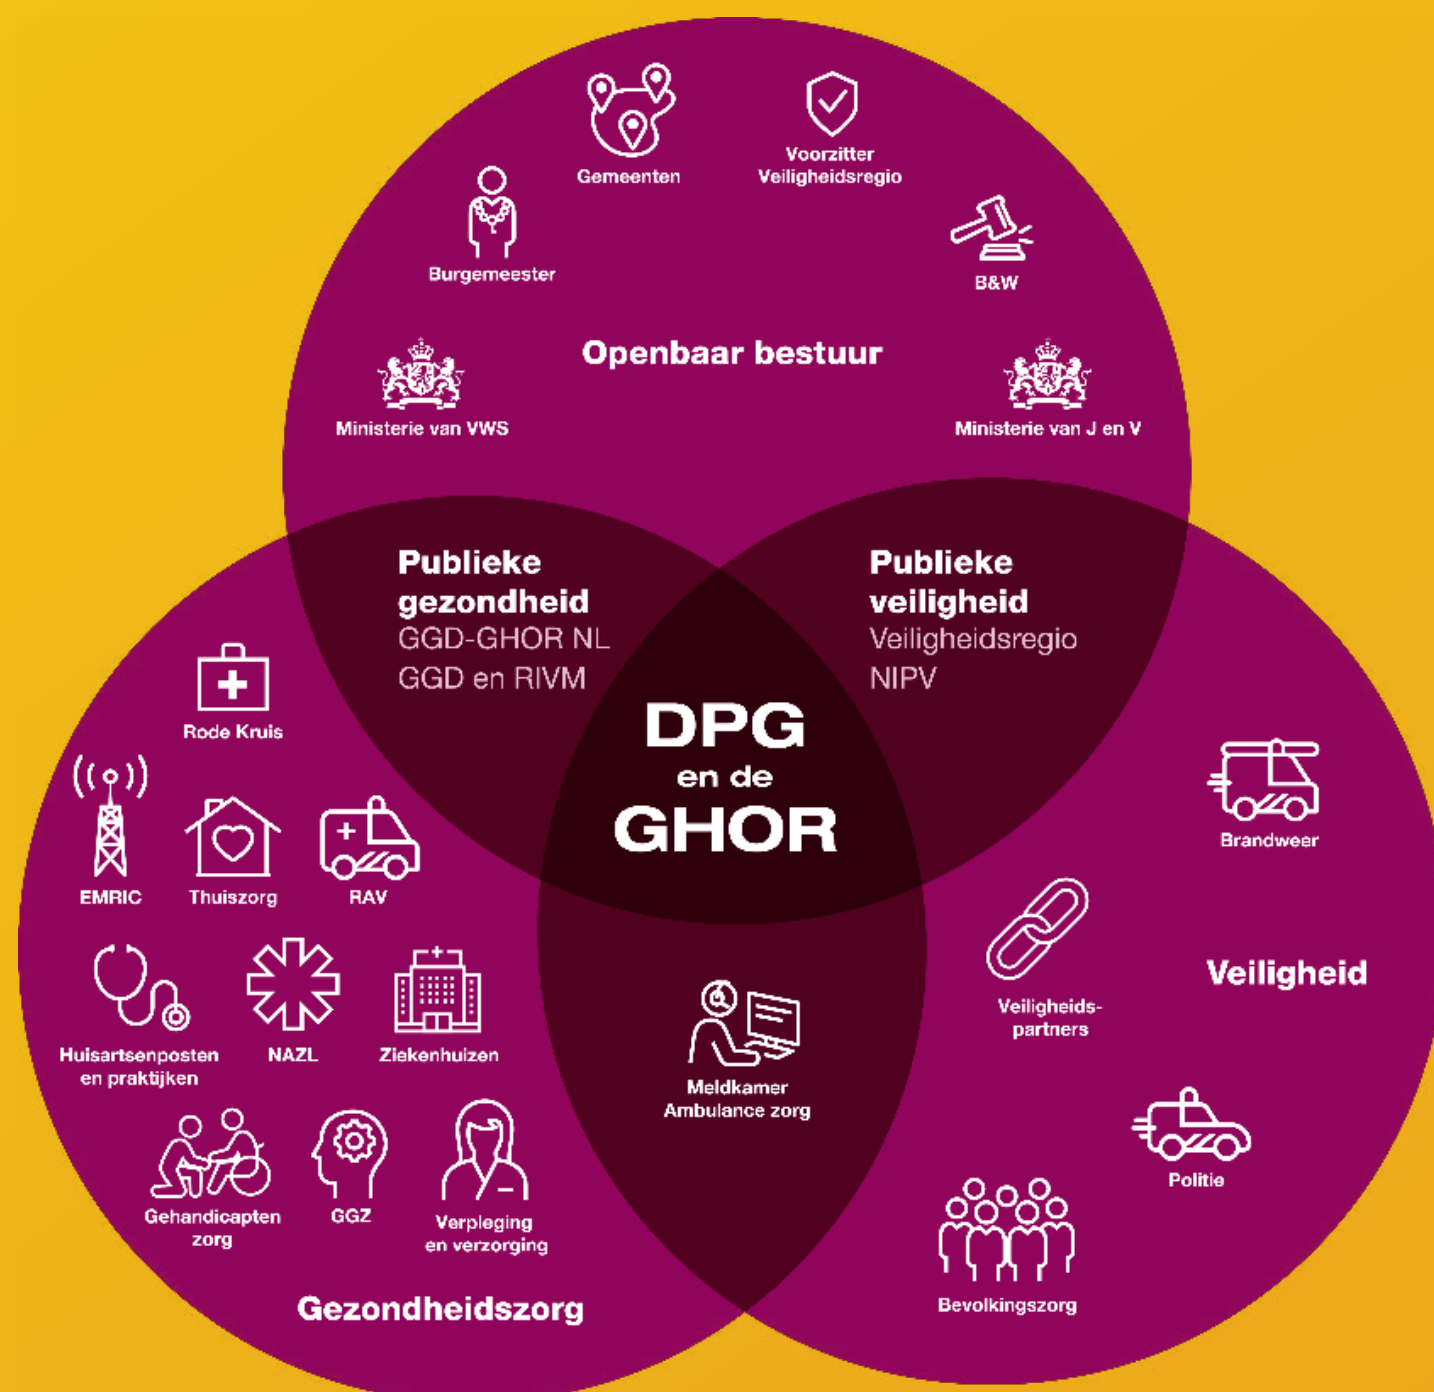 Gemeenten
Voorzitter
Veiligheidsregio
Burgemeester
B&W
Openbaar bestuur
Ministerie van VWS
Ministerie van J en V
Publieke
gezondheid
GGD-GHOR NL
GGD en RIVM
Publieke
veiligheid
Veiligheidsregio
NIPV
DPG
en de
GHOR
Rode Kruis
EMRIC
Thuiszorg
RAV
Huisartsenposten
en praktijken
NAZL
Ziekenhuizen
Gehandicapten
zorg
GGZ
Verpleging
en verzorging
Gezondheidszorg
Meldkamer
Ambulance zorg
Brandweer
Veiligheids-
partners
Veiligheid
Politie
Bevolkingszorg